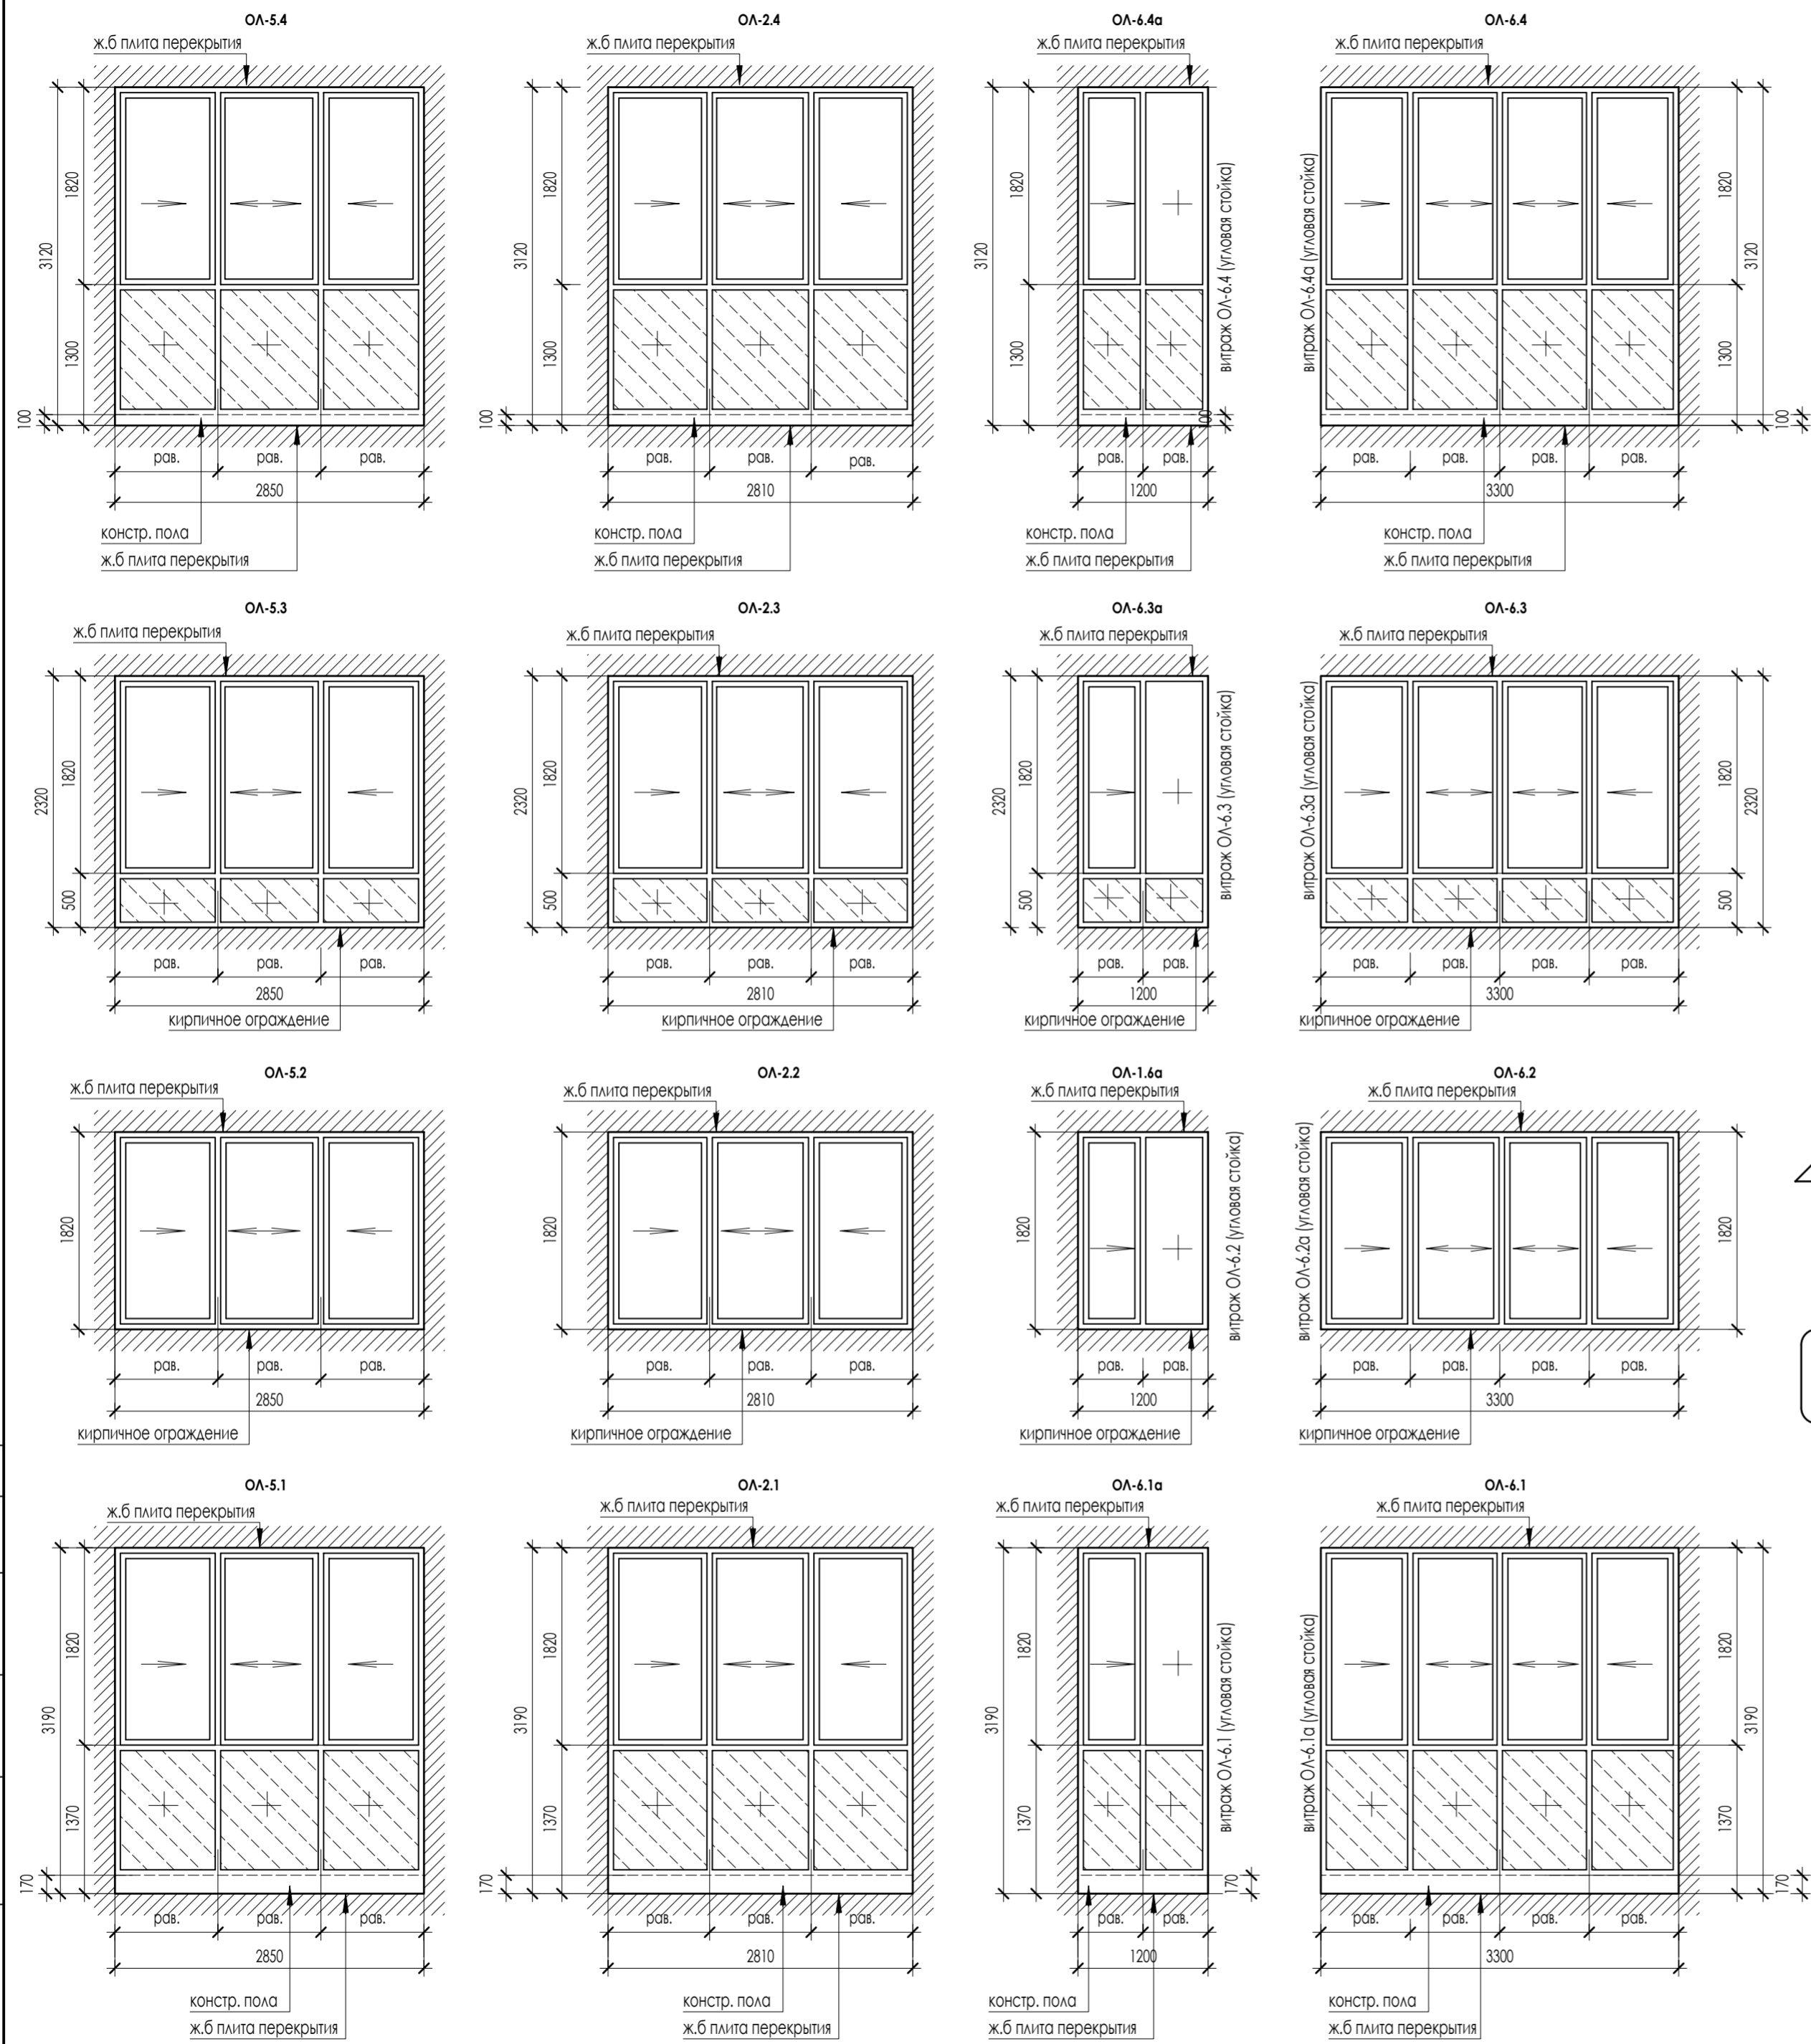 ОЛ-5.4
ж.б плита перекрытия
3120
1820
1300
100
рав.
рав.
рав.
2850
констр. пола
ж.б плита перекрытия
ОЛ-2.4
ж.б плита перекрытия
3120
1820
1300
100
рав.
рав.
рав.
2810
констр. пола
ж.б плита перекрытия
ОЛ-6.4а
ж.б плита перекрытия
3120
1820
1300
100
витраж ОЛ-6.4 (угловая стойка)
рав.
рав.
1200
констр. пола
ж.б плита перекрытия
ОЛ-6.4
ж.б плита перекрытия
витраж ОЛ-6.4а (угловая стойка)
1820
3120
1300
100
рав.
рав.
рав.
рав.
3300
констр. пола
ж.б плита перекрытия
ОЛ-5.3
ж.б плита перекрытия
2320
1820
500
рав.
рав.
рав.
2850
кирпичное ограждение
ОЛ-2.3
ж.б плита перекрытия
2320
1820
500
рав.
рав.
рав.
2810
кирпичное ограждение
ОЛ-6.3а
ж.б плита перекрытия
2320
1820
500
витраж ОЛ-6.3 (угловая стойка)
рав.
рав.
1200
кирпичное ограждение
ОЛ-6.3
ж.б плита перекрытия
витраж ОЛ-6.3а (угловая стойка)
1820
2320
500
рав.
рав.
рав.
рав.
3300
кирпичное ограждение
ОЛ-5.2
ж.б плита перекрытия
1820
рав.
рав.
рав.
2850
кирпичное ограждение
ОЛ-2.2
ж.б плита перекрытия
1820
рав.
рав.
рав.
2810
кирпичное ограждение
ОЛ-1.6а
ж.б плита перекрытия
1820
витраж ОЛ-6.2 (угловая стойка)
рав.
рав.
1200
кирпичное ограждение
ОЛ-6.2
ж.б плита перекрытия
витраж ОЛ-6.2а (угловая стойка)
1820
рав.
рав.
рав.
рав.
3300
кирпичное ограждение
ОЛ-5.1
ж.б плита перекрытия
3190
1820
1370
170
рав.
рав.
рав.
2850
констр. пола
ж.б плита перекрытия
ОЛ-2.1
ж.б плита перекрытия
3190
1820
1370
170
рав.
рав.
рав.
2810
констр. пола
ж.б плита перекрытия
ОЛ-6.1а
ж.б плита перекрытия
3190
1820
1370
170
витраж ОЛ-6.1 (угловая стойка)
рав.
рав.
1200
констр. пола
ж.б плита перекрытия
ОЛ-6.1
ж.б плита перекрытия
витраж ОЛ-6.1а (угловая стойка)
1820
3190
1370
170
рав.
рав.
рав.
рав.
3300
констр. пола
ж.б плита перекрытия